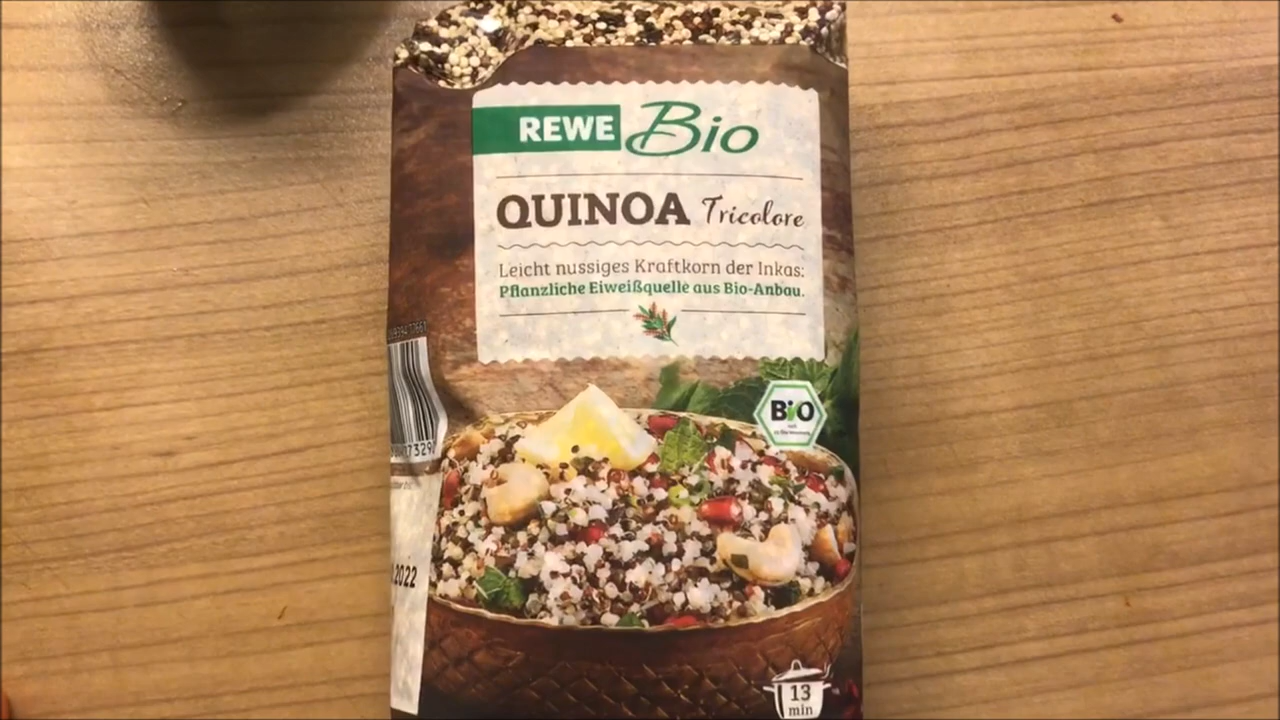 REWE Bio
QUINOA Tricolore
Leicht nussiges Kraftkorn der Inkas:
Pflanzliche Eiweißquelle aus Bio-Anbau.
BiO
.2022
13
min